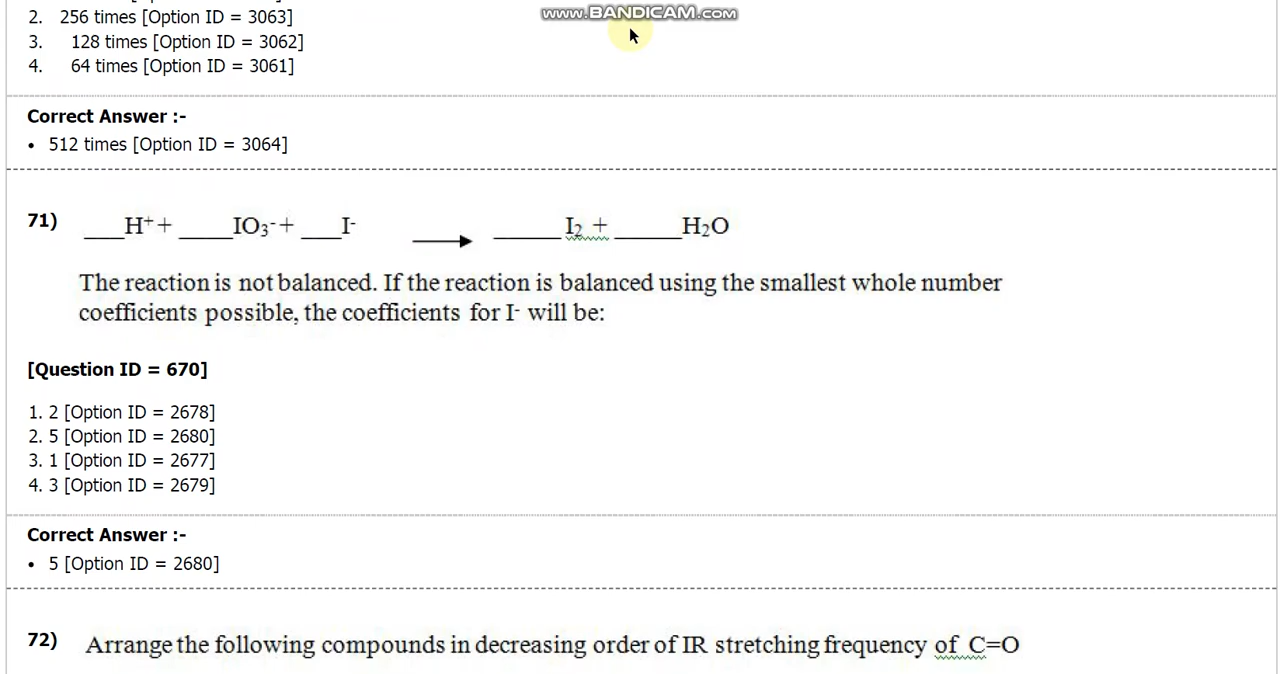 www.BANDICAM.com
2. 256 times [Option ID = 3063]
3. 128 times [Option ID = 3062]
4. 64 times [Option ID = 3061]
Correct Answer :-
• 512 times [Option ID = 3064]
71) ___H⁺ + ____IO₃⁻ + ___I⁻ ⟶ _____I₂ + _____H₂O
The reaction is not balanced. If the reaction is balanced using the smallest whole number
coefficients possible, the coefficients for I⁻ will be:
[Question ID = 670]
1. 2 [Option ID = 2678]
2. 5 [Option ID = 2680]
3. 1 [Option ID = 2677]
4. 3 [Option ID = 2679]
Correct Answer :-
• 5 [Option ID = 2680]
72) Arrange the following compounds in decreasing order of IR stretching frequency of C=O